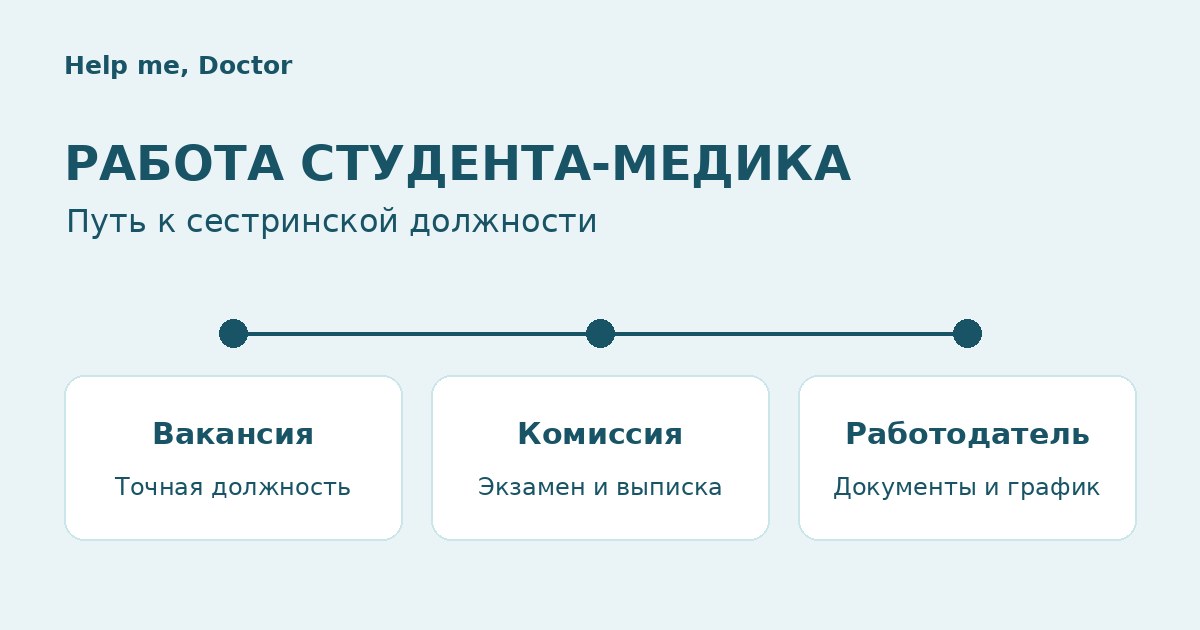 Help me, Doctor
РАБОТА СТУДЕНТА-МЕДИКА
Путь к сестринской должности
Вакансия
Точная должность
Комиссия
Экзамен и выписка
Работодатель
Документы и график